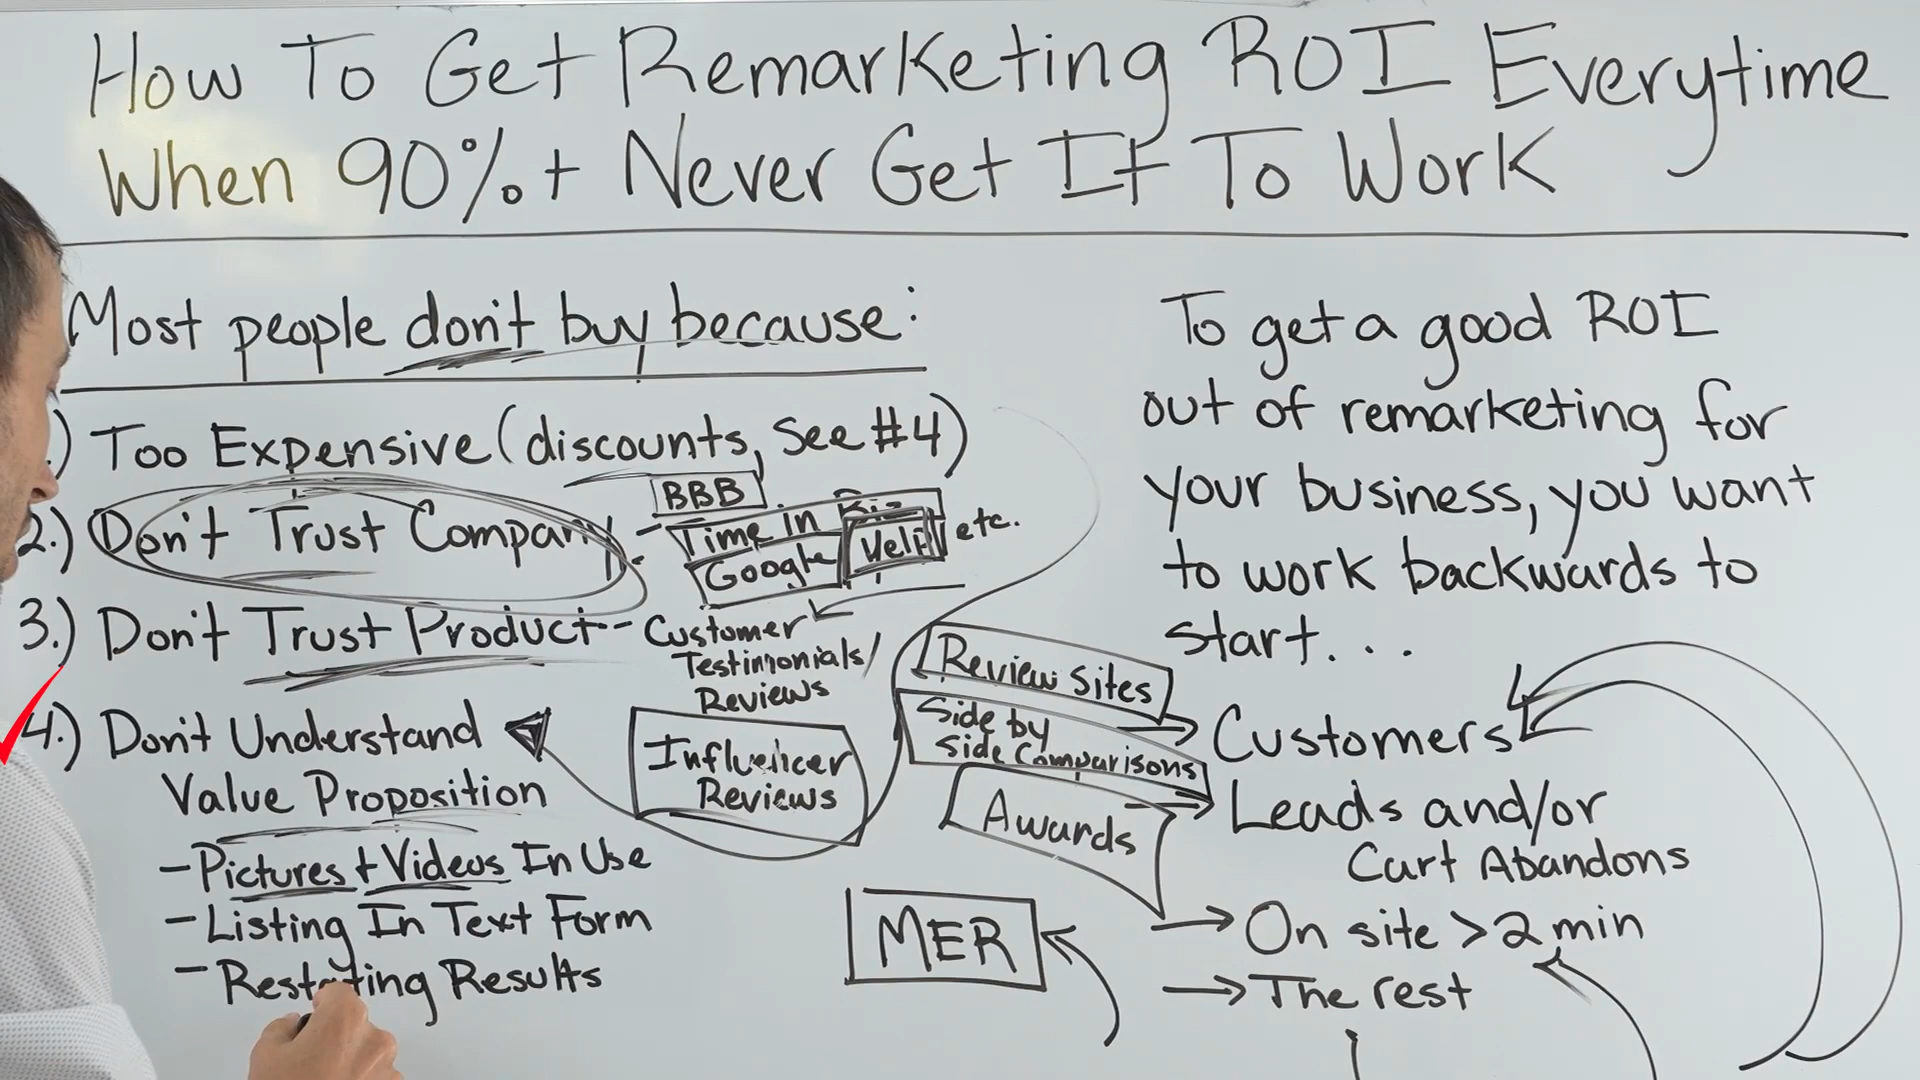 How To Get Remarketing ROI Everytime
When 90%+ Never Get It To Work
Most people don't buy because:
.) Too Expensive (discounts, See #4)
2.) Don't Trust Company
BBB
Time in Biz
Google Yelp etc.
3.) Don't Trust Product - Customer
Testimonials/
Reviews
Influencer
Reviews
4.) Don't Understand
Value Proposition
- Pictures + Videos In Use
- Listing In Text Form
- Restating Results
Review Sites
Side by
Side Comparisons
Awards
MER
To get a good ROI
out of remarketing for
your business, you want
to work backwards to
start...
Customers
Leads and/or
Cart Abandons
On site > 2 min
The rest